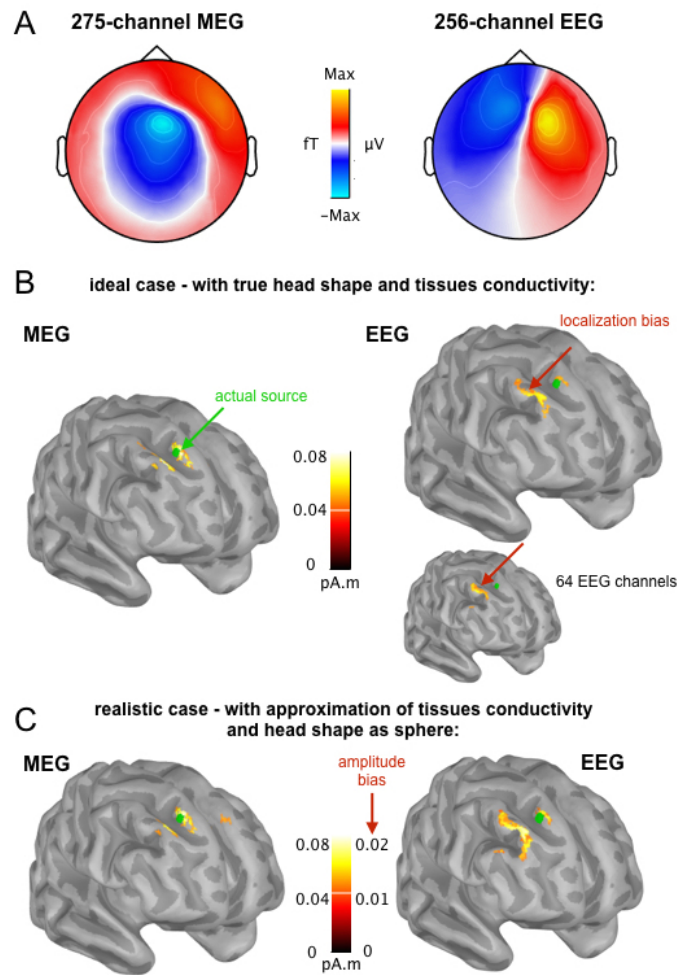 A
275-channel MEG
256-channel EEG
Max
fT
µV
–Max
B
ideal case - with true head shape and tissues conductivity:
MEG
EEG
localization bias
actual source
0.08
0.04
0
pA.m
64 EEG channels
C
realistic case - with approximation of tissues conductivity
and head shape as sphere:
MEG
amplitude
bias
EEG
0.08
0.02
0.04
0.01
0
0
pA.m